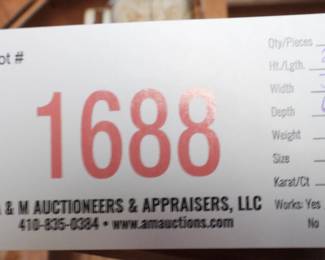 ot #
1688
& M AUCTIONEERS & APPRAISERS, LLC
410-835-0384 • www.amauctions.com
Qty/Pieces
Ht./Lgth.
Width
Depth
Weight
Size
Karat/Ct
Works: Yes
No